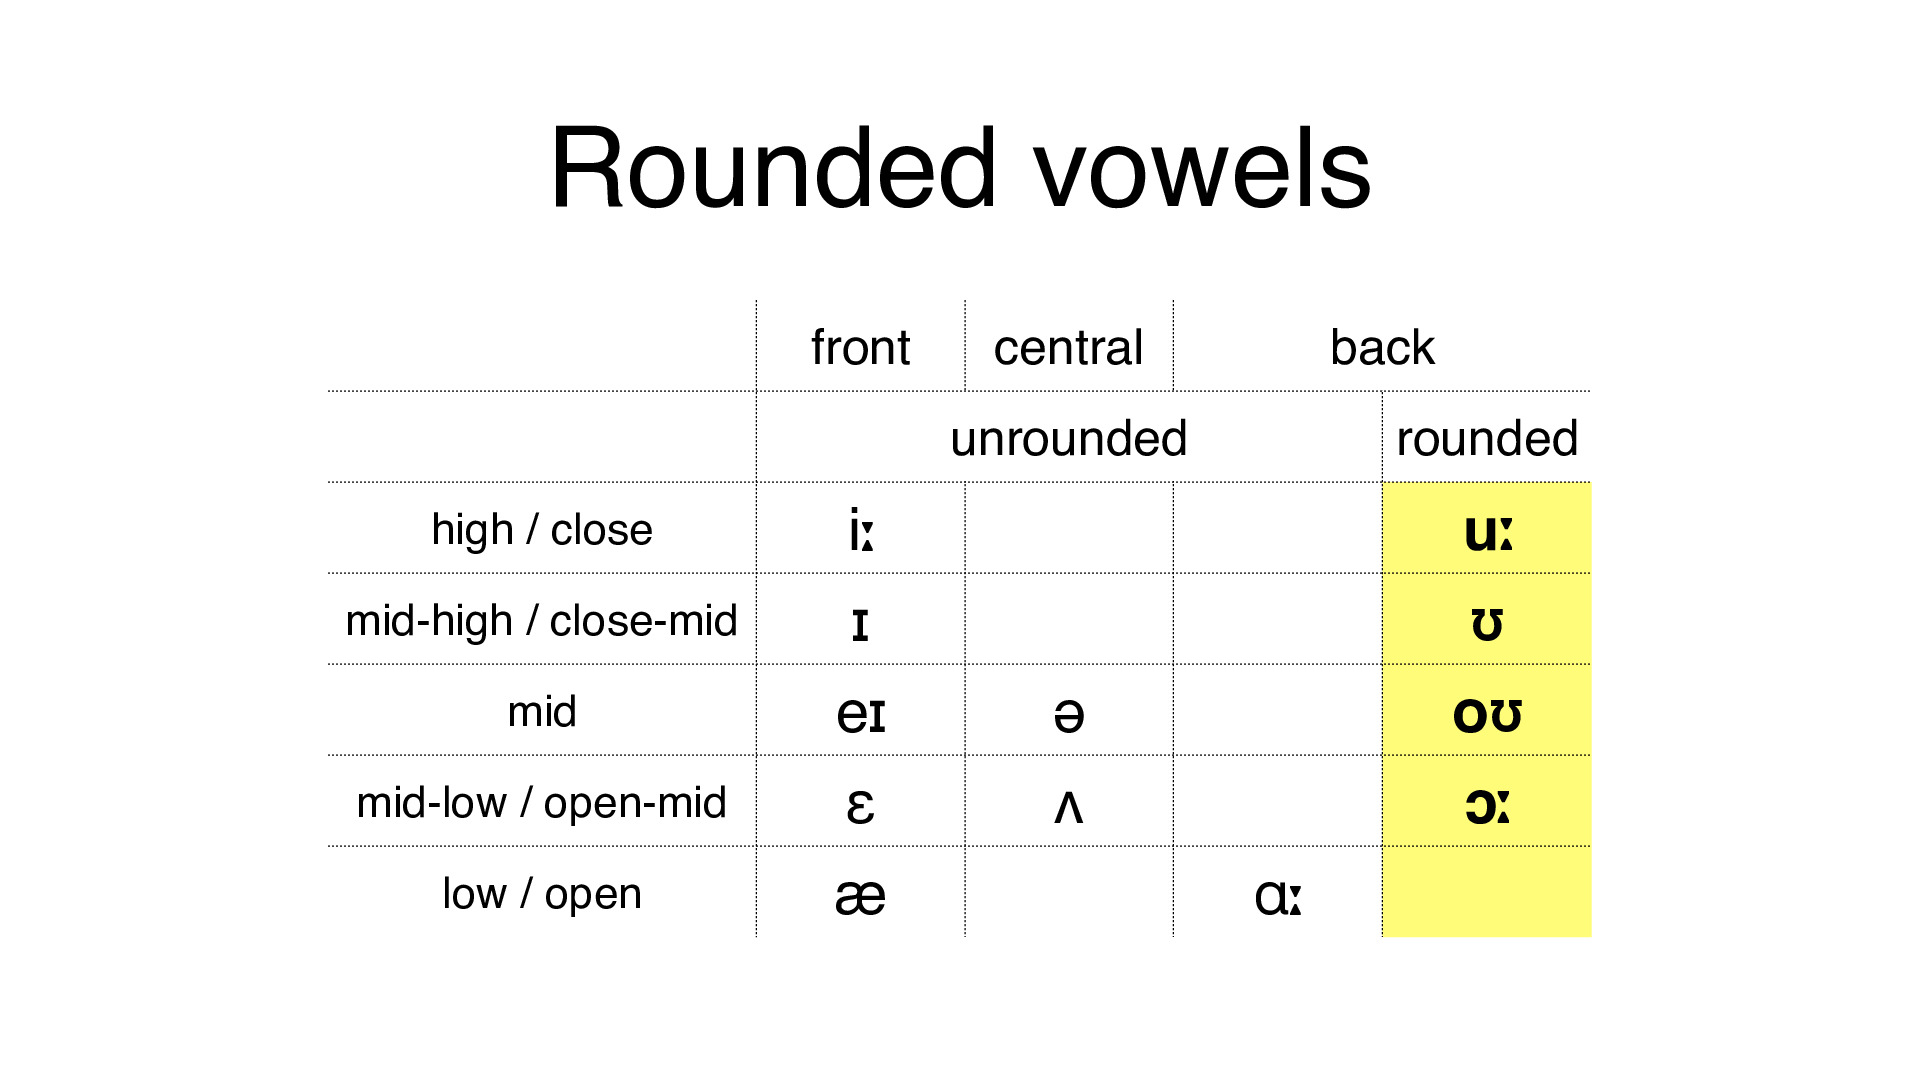 Rounded vowels
front central back
unrounded rounded
high / close iː uː
mid-high / close-mid ɪ ʊ
mid eɪ ə oʊ
mid-low / open-mid ɛ ʌ ɔː
low / open æ ɑː